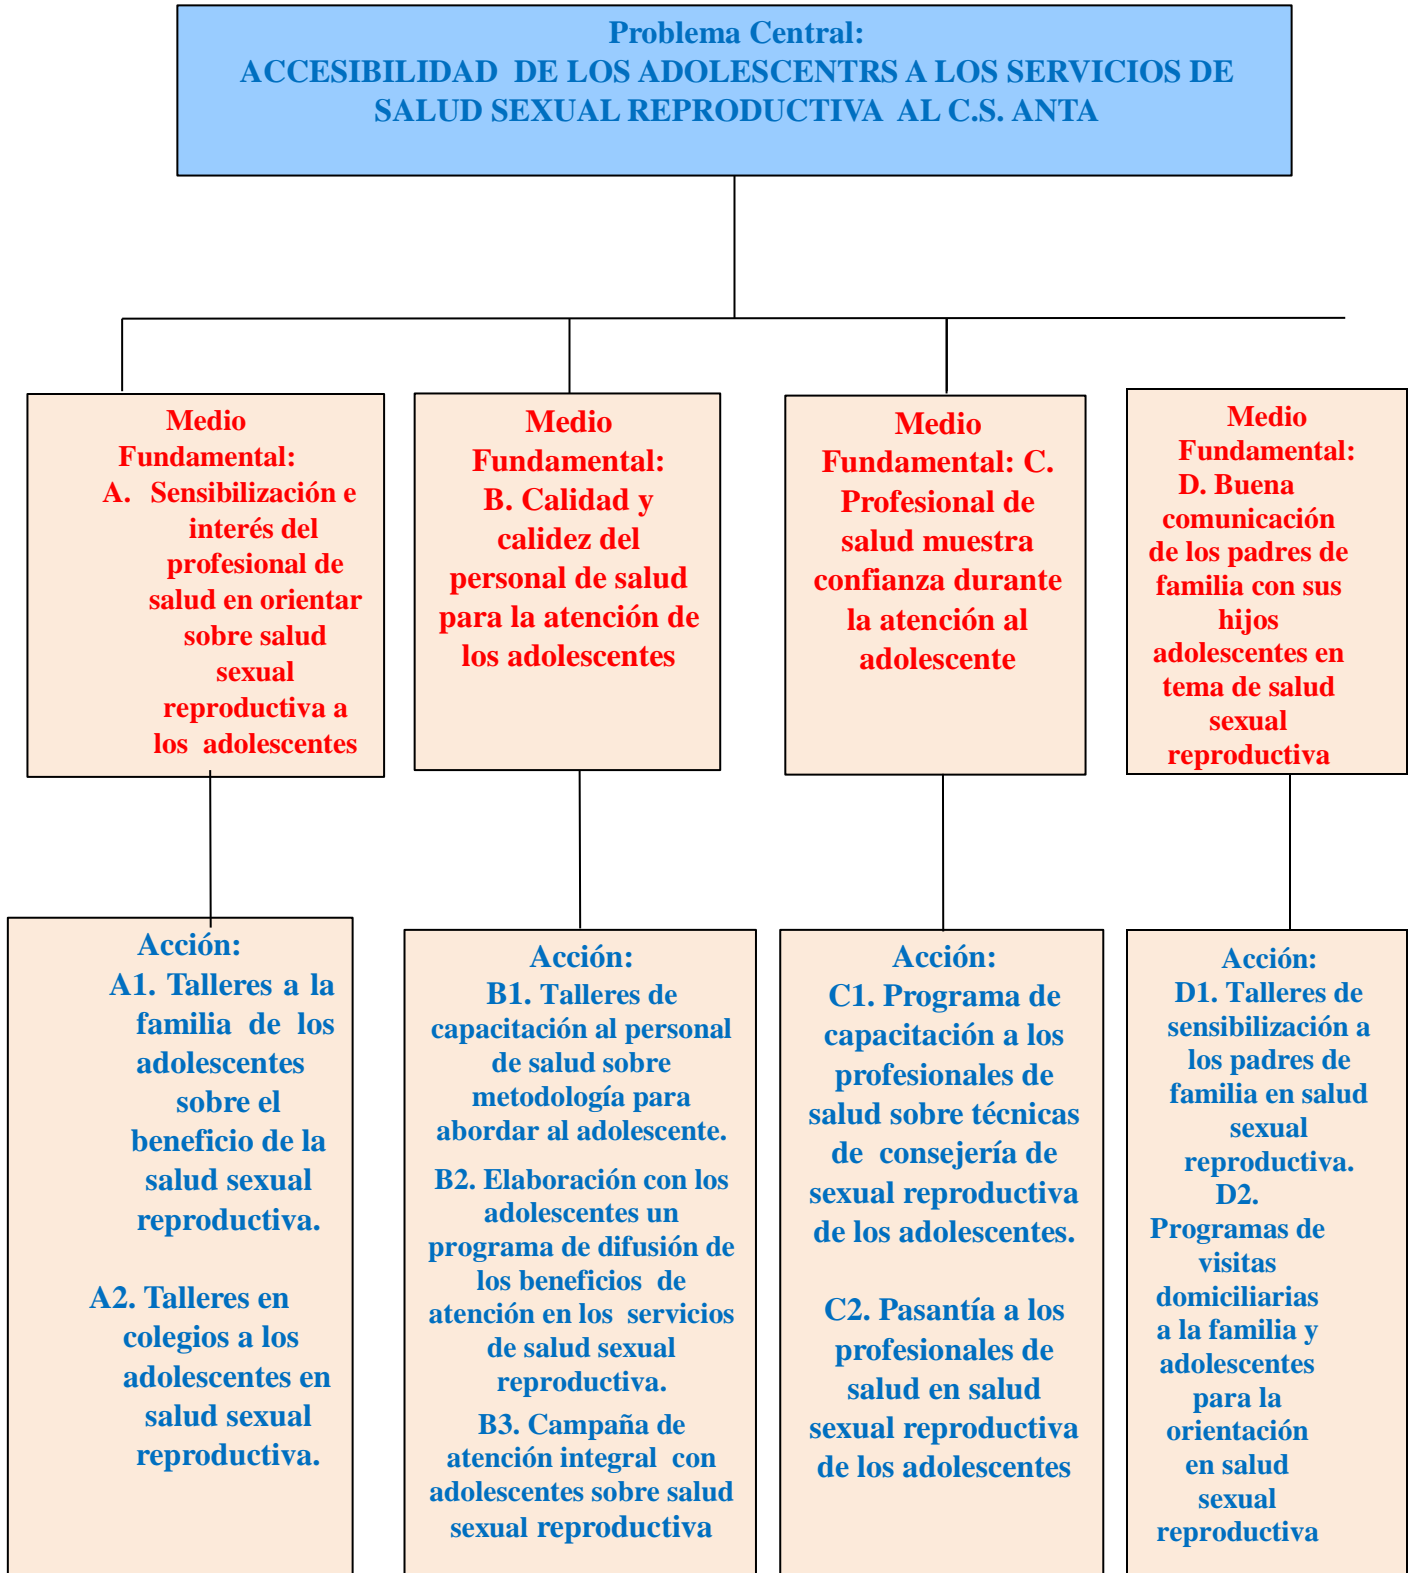 Problema Central:
ACCESIBILIDAD DE LOS ADOLESCENTRS A LOS SERVICIOS DE
SALUD SEXUAL REPRODUCTIVA AL C.S. ANTA
Medio
Fundamental:
A. Sensibilización e
interés del
profesional de
salud en orientar
sobre salud
sexual
reproductiva a
los adolescentes
Medio
Fundamental:
B. Calidad y
calidez del
personal de salud
para la atención de
los adolescentes
Medio
Fundamental: C.
Profesional de
salud muestra
confianza durante
la atención al
adolescente
Medio
Fundamental:
D. Buena
comunicación
de los padres de
familia con sus
hijos
adolescentes en
tema de salud
sexual
reproductiva
Acción:
A1. Talleres a la
familia de los
adolescentes
sobre el
beneficio de la
salud sexual
reproductiva.
A2. Talleres en
colegios a los
adolescentes en
salud sexual
reproductiva.
Acción:
B1. Talleres de
capacitación al personal
de salud sobre
metodología para
abordar al adolescente.
B2. Elaboración con los
adolescentes un
programa de difusión de
los beneficios de
atención en los servicios
de salud sexual
reproductiva.
B3. Campaña de
atención integral con
adolescentes sobre salud
sexual reproductiva
Acción:
C1. Programa de
capacitación a los
profesionales de
salud sobre técnicas
de consejería de
sexual reproductiva
de los adolescentes.
C2. Pasantía a los
profesionales de
salud en salud
sexual reproductiva
de los adolescentes
Acción:
D1. Talleres de
sensibilización a
los padres de
familia en salud
sexual
reproductiva.
D2.
Programas de
visitas
domiciliarias
a la familia y
adolescentes
para la
orientación
en salud
sexual
reproductiva